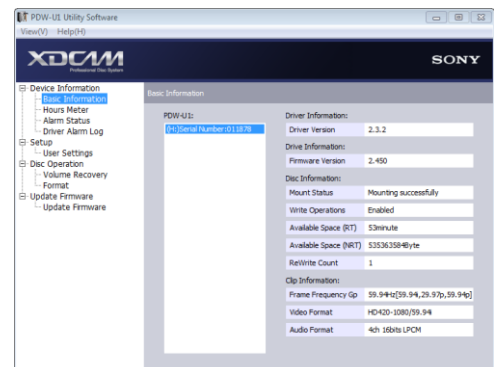 PDW-U1 Utility Software
View(V) Help(H)
XDCAM
Professional Disc System
SONY
Device Information
Basic Information
Hours Meter
Alarm Status
Driver Alarm Log
Setup
User Settings
Disc Operation
Volume Recovery
Format
Update Firmware
Update Firmware
Basic Information
PDW-U1:
(H:)Serial Number:011878
Driver Information:
Driver Version 2.3.2
Drive Information:
Firmware Version 2.450
Disc Information:
Mount Status Mounting successfully
Write Operations Enabled
Available Space (RT) 53minute
Available Space (NRT) 535363584Byte
ReWrite Count 1
Clip Information:
Frame Frequency Gp 59.94Hz[59.94i,29.97p,59.94p]
Video Format HD420-1080/59.94i
Audio Format 4ch 16bits LPCM